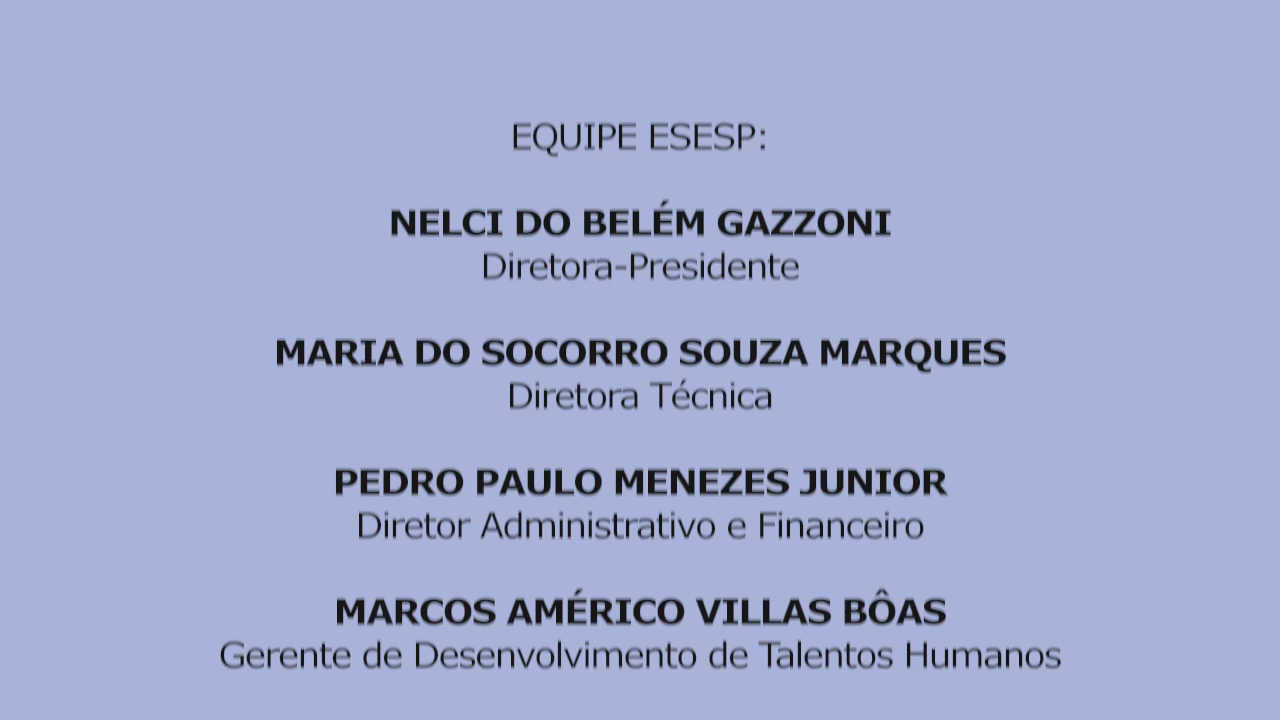 EQUIPE ESESP:
NELCI DO BELÉM GAZZONI
Diretora-Presidente
MARIA DO SOCORRO SOUZA MARQUES
Diretora Técnica
PEDRO PAULO MENEZES JUNIOR
Diretor Administrativo e Financeiro
MARCOS AMÉRICO VILLAS BÔAS
Gerente de Desenvolvimento de Talentos Humanos